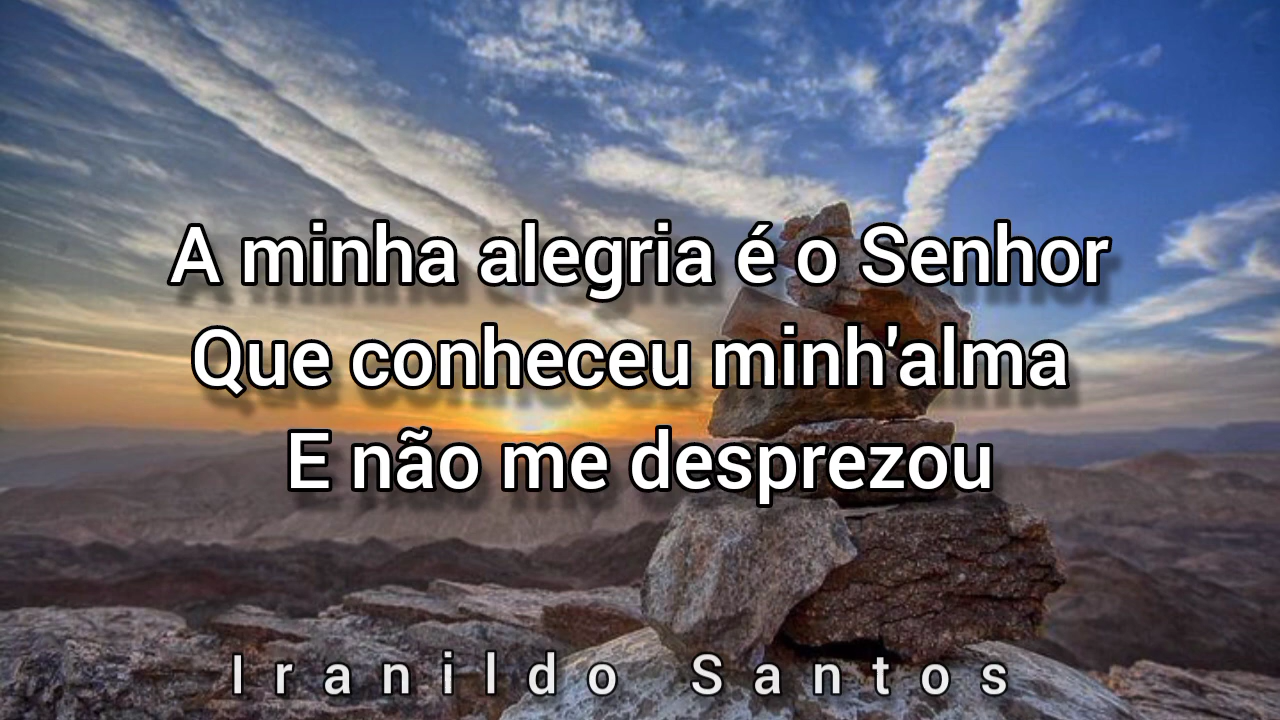 A minha alegria é o Senhor
Que conheceu minh'alma
E não me desprezou
Iranildo Santos